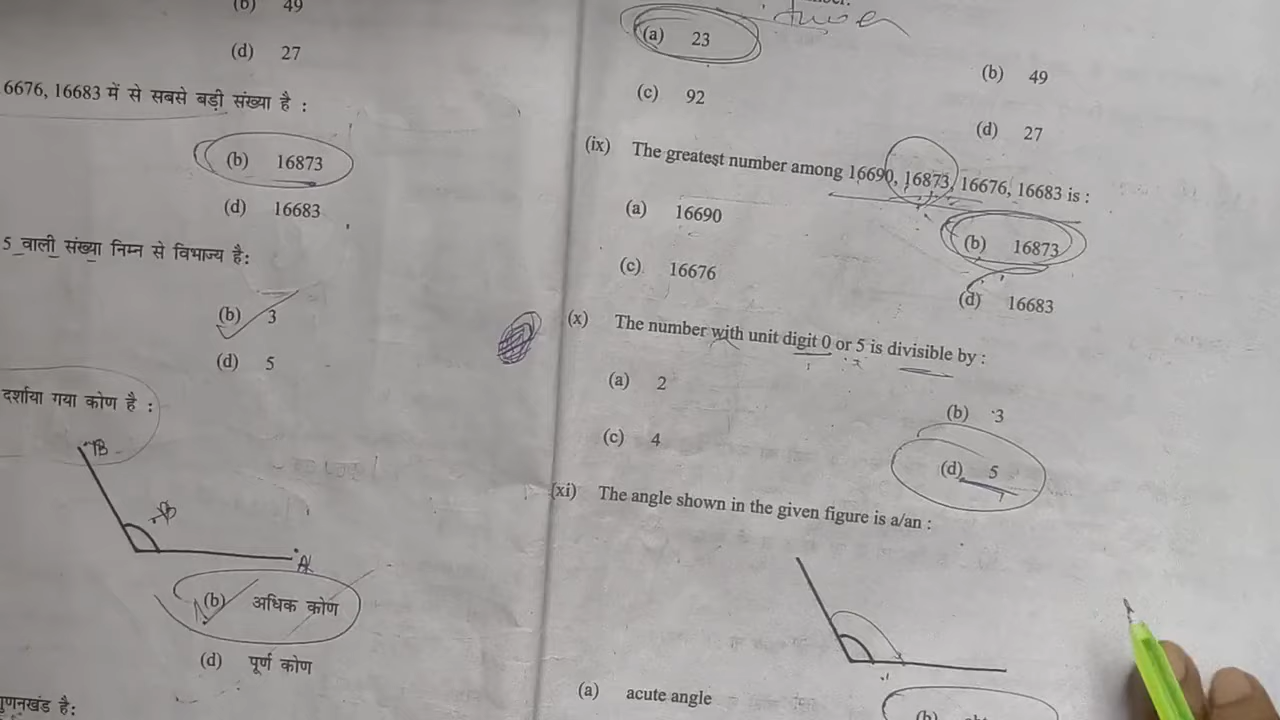 (b) 49
(d) 27
6676, 16683 में से सबसे बड़ी संख्या है :
(b) 16873
(d) 16683
5 वाली संख्या निम्न से विभाज्य है:
(b) 3
(d) 5
दर्शाया गया कोण है :
B
A
(b) अधिक कोण
(d) पूर्ण कोण
गुणनखंड है:
(a) 23
(b) 49
(c) 92
(d) 27
(ix) The greatest number among 16690, 16873, 16676, 16683 is :
(a) 16690
(b) 16873
(c) 16676
(d) 16683
(x) The number with unit digit 0 or 5 is divisible by :
(a) 2
(b) 3
(c) 4
(d) 5
(xi) The angle shown in the given figure is a/an :
(a) acute angle
(b)